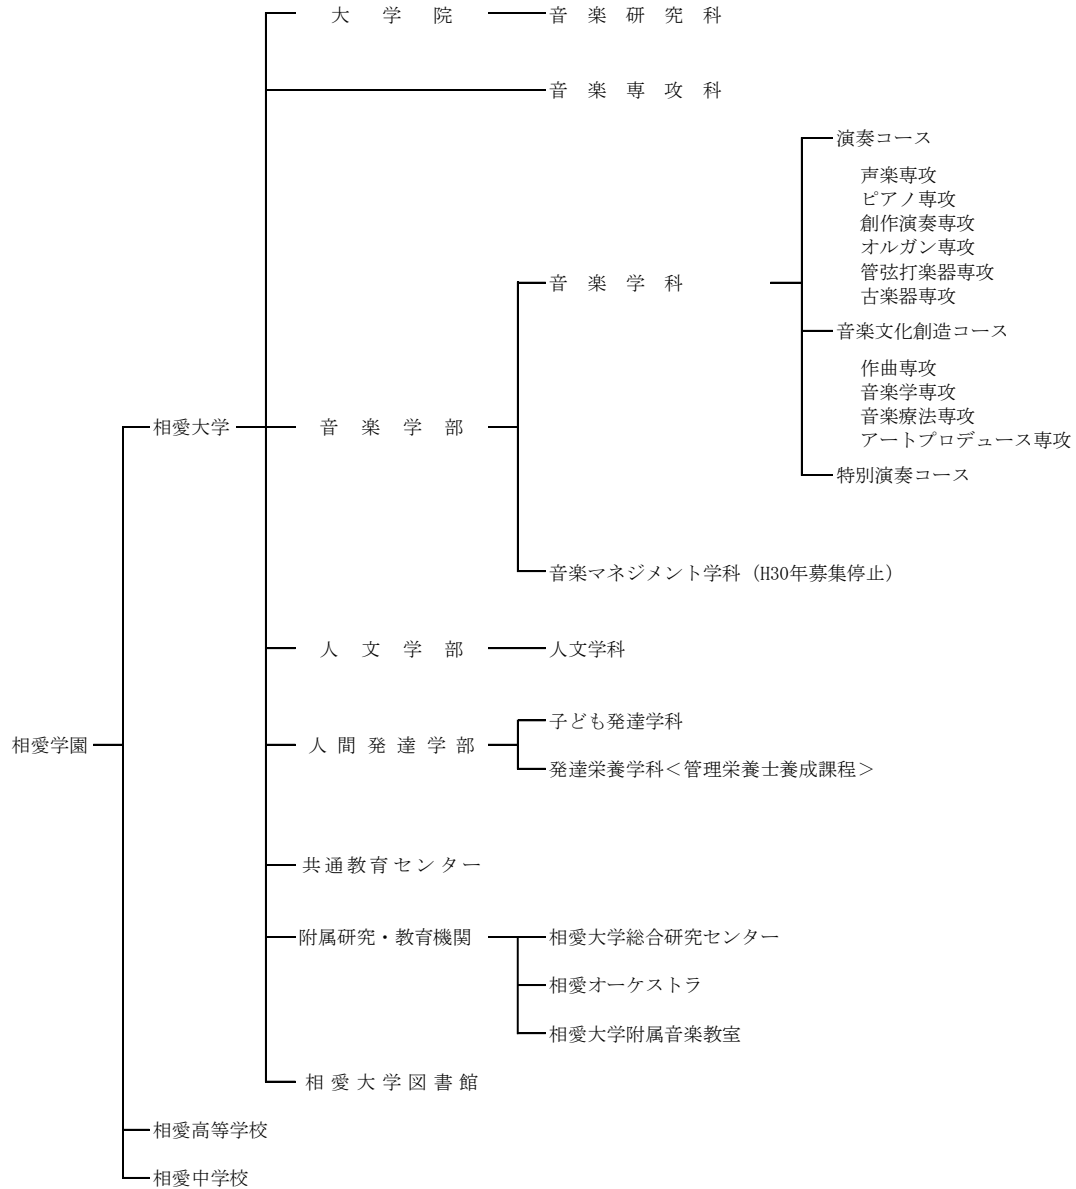 大学院
音楽研究科
音楽専攻科
演奏コース
声楽専攻
ピアノ専攻
創作演奏専攻
オルガン専攻
管弦打楽器専攻
古楽器専攻
音楽学科
音楽文化創造コース
作曲専攻
音楽学専攻
音楽療法専攻
アートプロデュース専攻
相愛大学
音楽学部
特別演奏コース
音楽マネジメント学科（H30年募集停止）
人文学部
人文学科
子ども発達学科
相愛学園
人間発達学部
発達栄養学科＜管理栄養士養成課程＞
共通教育センター
附属研究・教育機関
相愛大学総合研究センター
相愛オーケストラ
相愛大学附属音楽教室
相愛大学図書館
相愛高等学校
相愛中学校